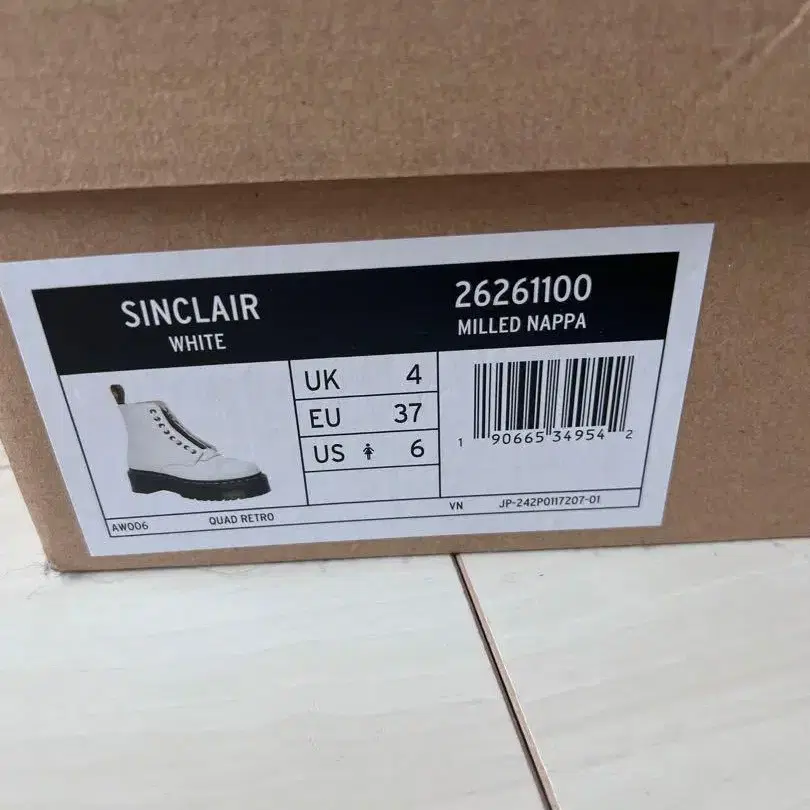 SINCLAIR
WHITE
26261100
MILLED NAPPA
UK 4
EU 37
US 6
1 90665 34954 2
AW006
QUAD RETRO
VN
JP-242P0117207-01